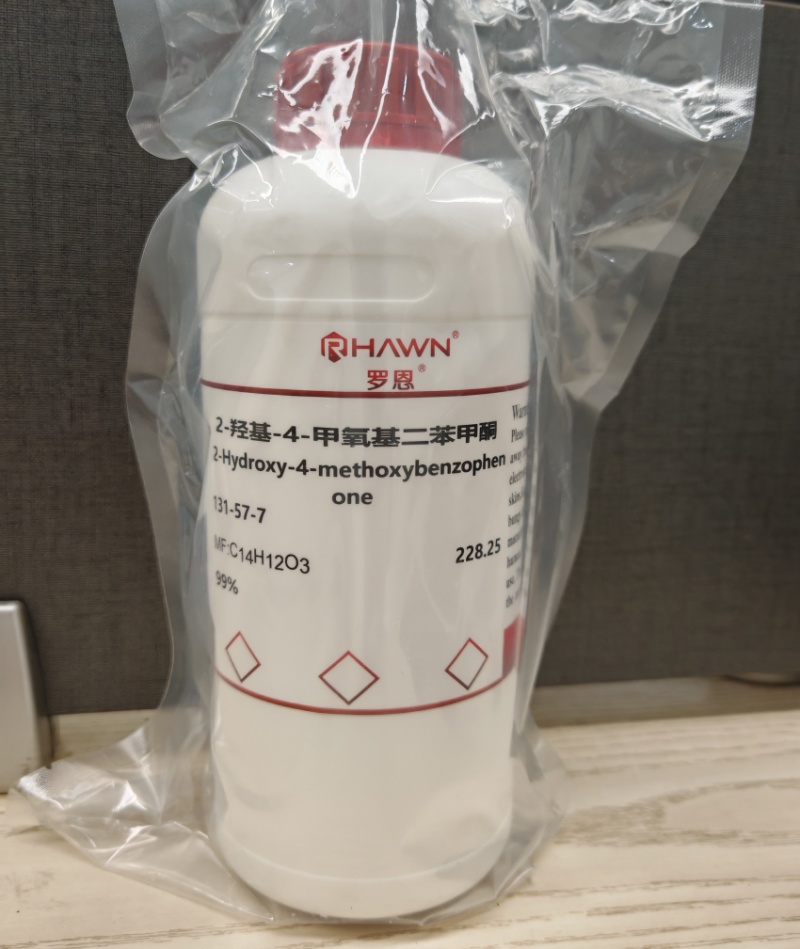 RHAWN®
罗恩®
2-羟基-4-甲氧基二苯甲酮
2-Hydroxy-4-methoxybenzophen
one
131-57-7
MF:C14H12O3
228.25
99%